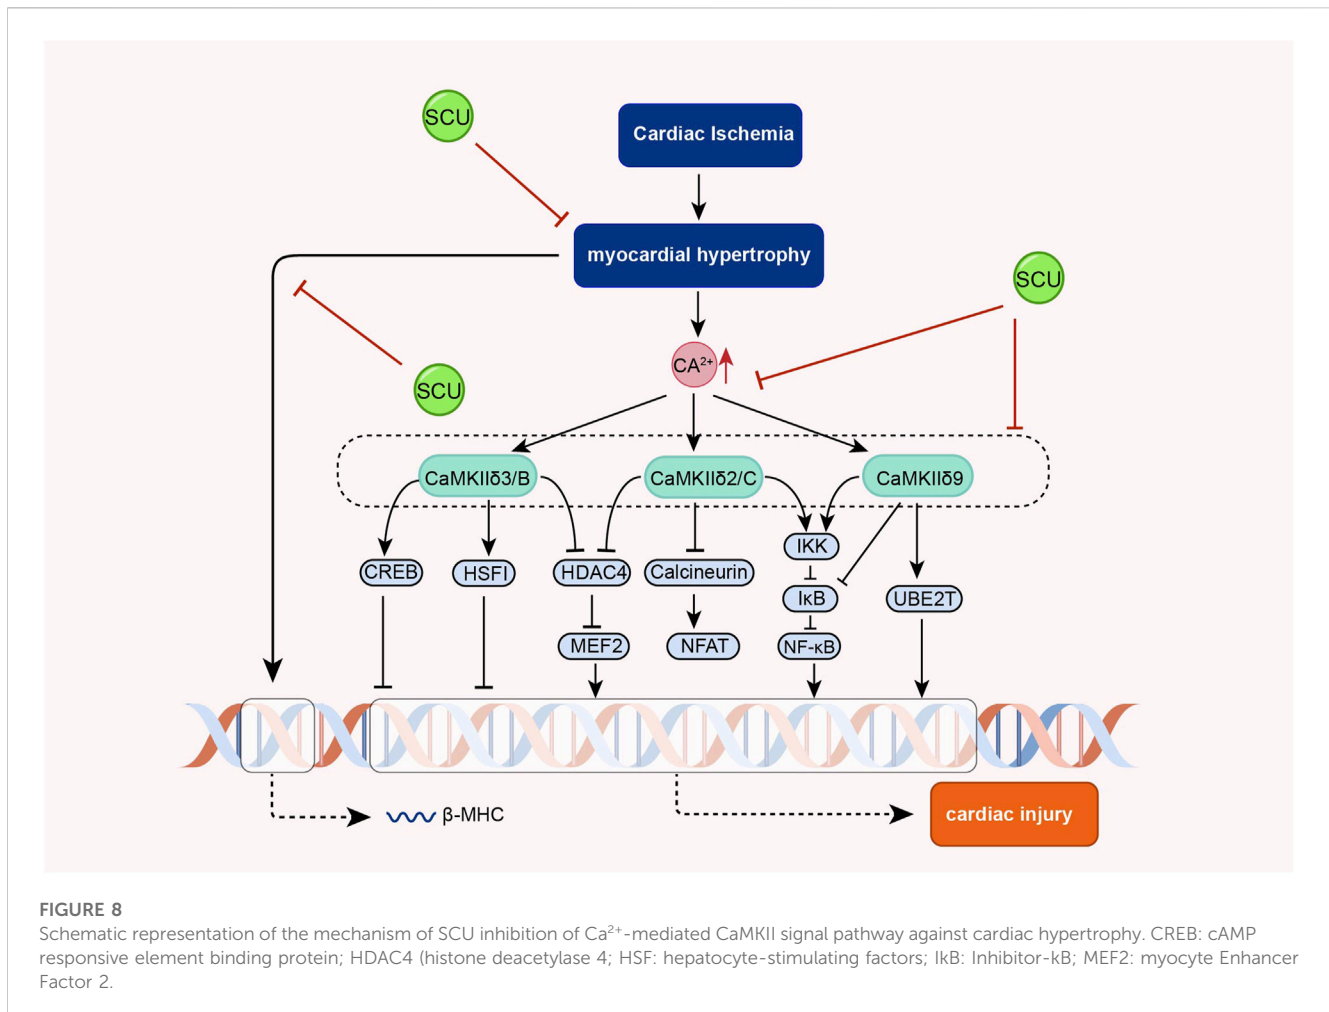 SCU
Cardiac Ischemia
myocardial hypertrophy
SCU
CA²⁺
SCU
CaMKIIδ3/B
CaMKIIδ2/C
CaMKIIδ9
IKK
CREB
HSFI
HDAC4
Calcineurin
IκB
UBE2T
MEF2
NFAT
NF-κB
β-MHC
cardiac injury
FIGURE 8
Schematic representation of the mechanism of SCU inhibition of Ca²⁺-mediated CaMKII signal pathway against cardiac hypertrophy. CREB: cAMP
responsive element binding protein; HDAC4 (histone deacetylase 4; HSF: hepatocyte-stimulating factors; IkB: Inhibitor-kB; MEF2: myocyte Enhancer
Factor 2.